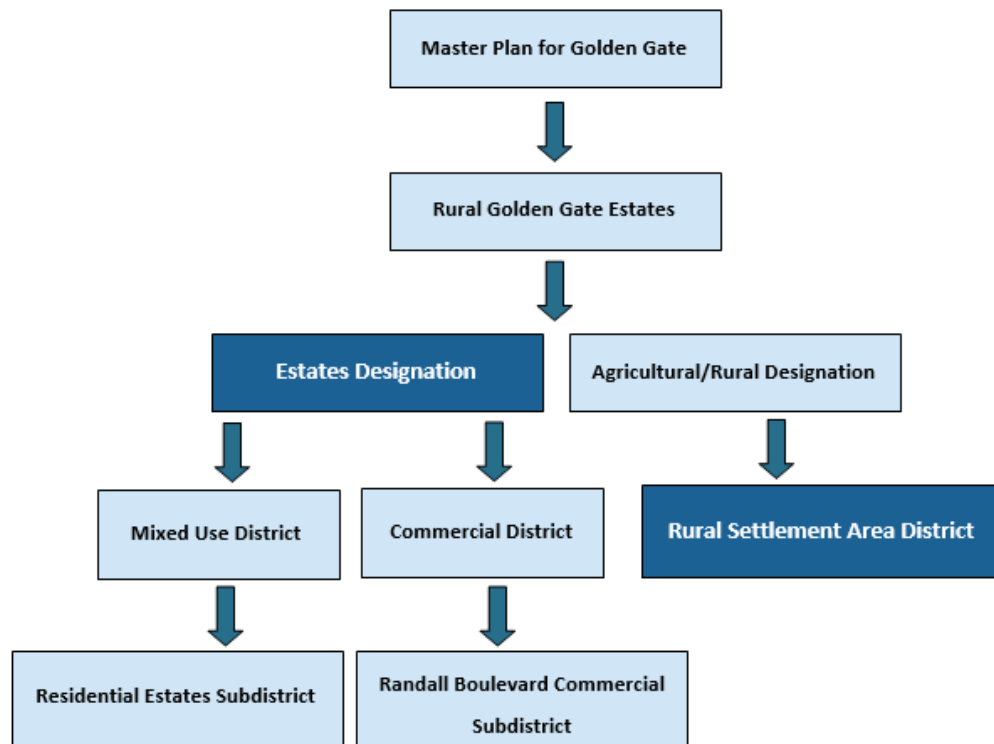 Master Plan for Golden Gate
Rural Golden Gate Estates
Estates Designation
Agricultural/Rural Designation
Mixed Use District
Commercial District
Rural Settlement Area District
Residential Estates Subdistrict
Randall Boulevard Commercial
Subdistrict